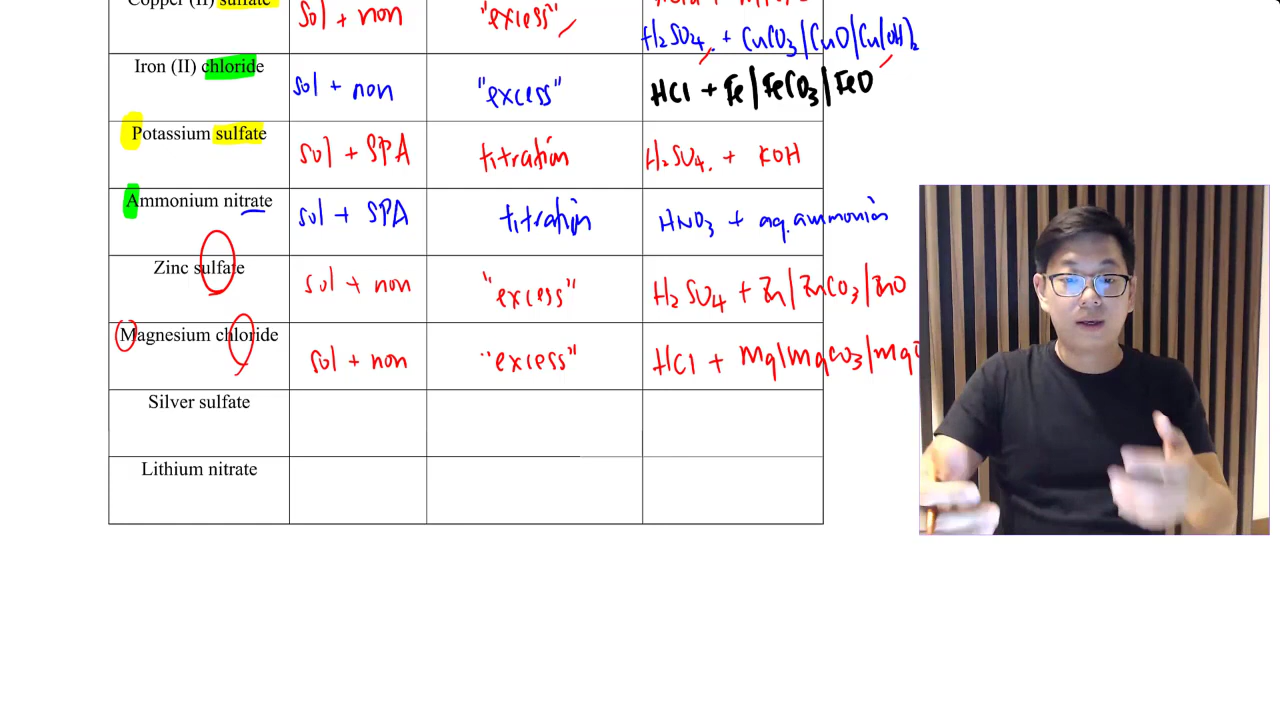 Copper (II) sulfate
sol + non
"excess"
H₂SO₄ + CuCO₃/CuO/Cu(OH)₂
Iron (II) chloride
sol + non
"excess"
HCl + Fe/FeCO₃/FeO
Potassium sulfate
sol + SPA
titration
H₂SO₄ + KOH
Ammonium nitrate
sol + SPA
titration
HNO₃ + aq. ammonia
Zinc sulfate
sol + non
"excess"
H₂SO₄ + Zn/ZnCO₃/ZnO
Magnesium chloride
sol + non
"excess"
HCl + Mg/MgCO₃/Mg
Silver sulfate
Lithium nitrate